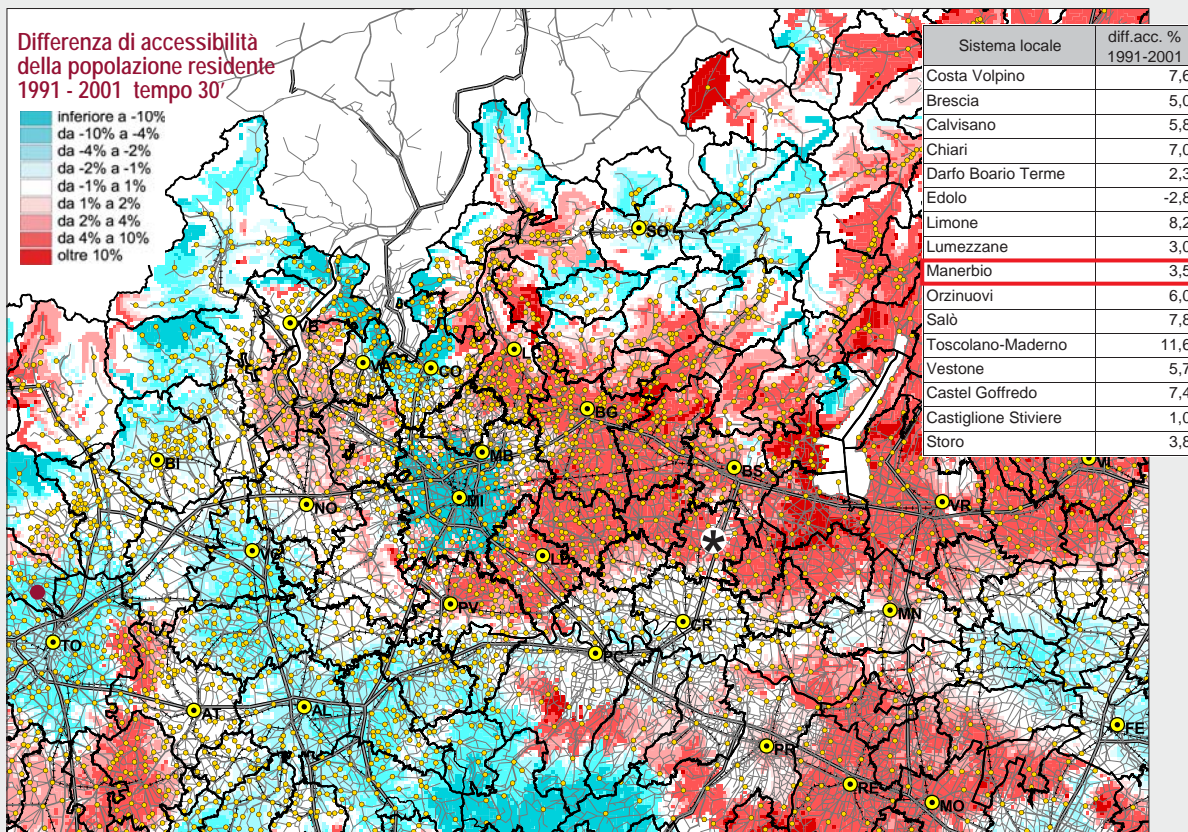 Differenza di accessibilità
della popolazione residente
1991 - 2001 tempo 30'
inferiore a -10%
da -10% a -4%
da -4% a -2%
da -2% a -1%
da -1% a 1%
da 1% a 2%
da 2% a 4%
da 4% a 10%
oltre 10%
Sistema locale diff.acc. %
1991-2001
Costa Volpino 7,6
Brescia 5,0
Calvisano 5,8
Chiari 7,0
Darfo Boario Terme 2,3
Edolo -2,8
Limone 8,2
Lumezzane 3,0
Manerbio 3,5
Orzinuovi 6,0
Salò 7,8
Toscolano-Maderno 11,6
Vestone 5,7
Castel Goffredo 7,4
Castiglione Stiviere 1,0
Storo 3,8
SO
VB
VA
CO
BG
BI
MB
BS
MI
NO
VR
PV
CR
MN
TO
AT
AL
FE
PR
RE
MO
*